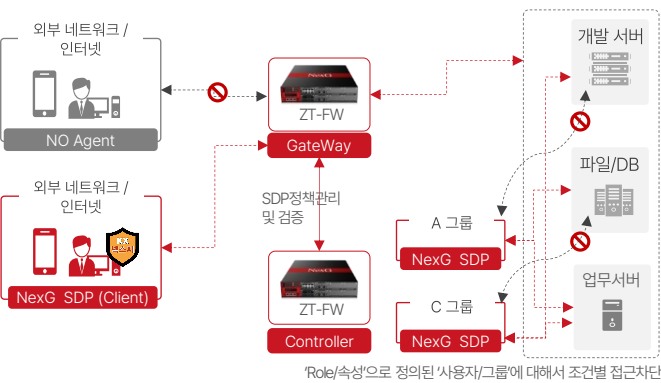 외부 네트워크 /
인터넷
NO Agent
외부 네트워크 /
인터넷
NexG SDP (Client)
NexG
ZT-FW
GateWay
SDP정책관리
및 검증
NexG
ZT-FW
Controller
A 그룹
NexG SDP
C 그룹
NexG SDP
개발 서버
파일/DB
업무서버
'Role/속성'으로 정의된 '사용자/그룹'에 대해서 조건별 접근차단